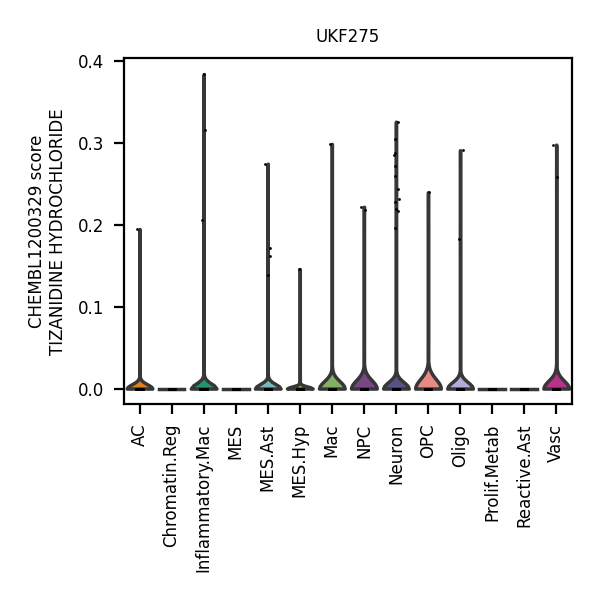 UKF275
CHEMBL1200329 score
TIZANIDINE HYDROCHLORIDE
0.4
0.3
0.2
0.1
0.0
AC
Chromatin.Reg
Inflammatory.Mac
MES
MES.Ast
MES.Hyp
Mac
NPC
Neuron
OPC
Oligo
Prolif.Metab
Reactive.Ast
Vasc